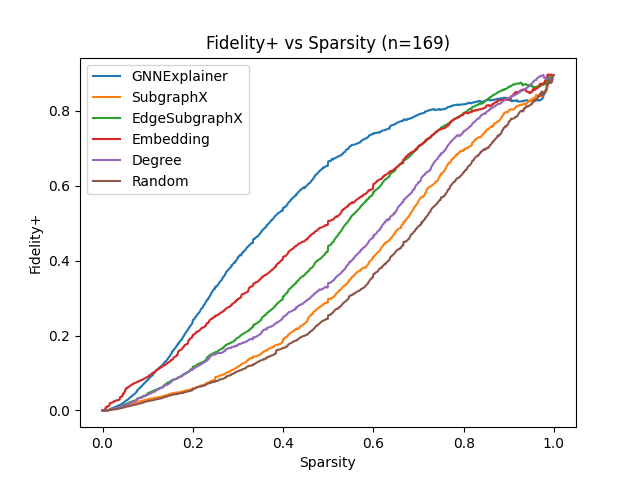 Fidelity+ vs Sparsity (n=169)
GNNExplainer
SubgraphX
EdgeSubgraphX
Embedding
Degree
Random
Fidelity+
0.8
0.6
0.4
0.2
0.0
0.0 0.2 0.4 0.6 0.8 1.0
Sparsity